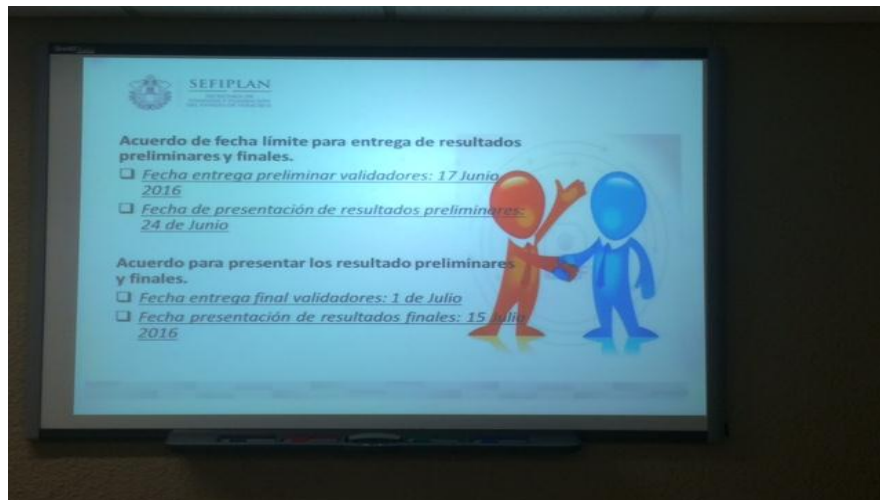 SEFIPLAN
Acuerdo de fecha límite para entrega de resultados
preliminares y finales.
Fecha entrega preliminar validadores: 17 Junio
2016
Fecha de presentación de resultados preliminares:
24 de Junio
Acuerdo para presentar los resultado preliminares
y finales.
Fecha entrega final validadores: 1 de Julio
Fecha presentación de resultados finales: 15 Julio
2016